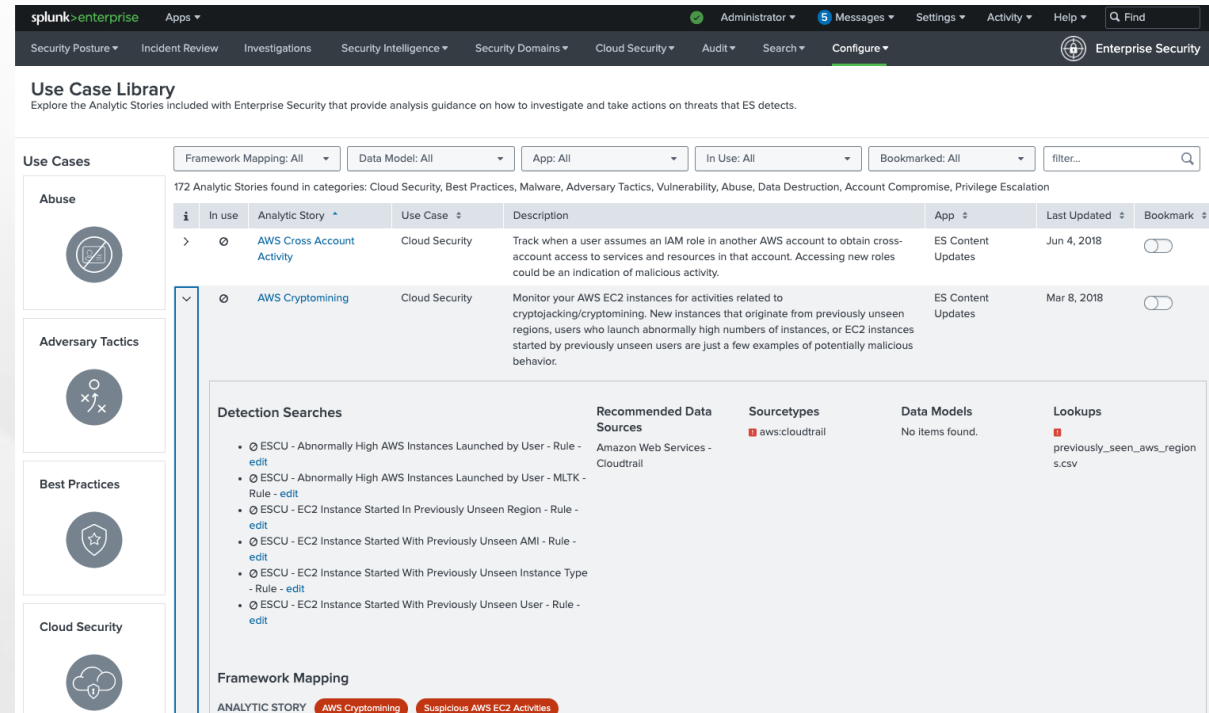 splunk>enterprise Apps
Administrator 5 Messages Settings Activity Help Find
Security Posture Incident Review Investigations Security Intelligence Security Domains Cloud Security Audit Search Configure Enterprise Security
Use Case Library
Explore the Analytic Stories included with Enterprise Security that provide analysis guidance on how to investigate and take actions on threats that ES detects.
Use Cases
Abuse
Adversary Tactics
Best Practices
Cloud Security
Framework Mapping: All Data Model: All App: All In Use: All Bookmarked: All filter...
172 Analytic Stories found in categories: Cloud Security, Best Practices, Malware, Adversary Tactics, Vulnerability, Abuse, Data Destruction, Account Compromise, Privilege Escalation
i In use Analytic Story Use Case Description App Last Updated Bookmark
AWS Cross Account
Activity
Cloud Security
Track when a user assumes an IAM role in another AWS account to obtain cross-
account access to services and resources in that account. Accessing new roles
could be an indication of malicious activity.
ES Content
Updates
Jun 4, 2018
AWS Cryptomining
Cloud Security
Monitor your AWS EC2 instances for activities related to
cryptojacking/cryptomining. New instances that originate from previously unseen
regions, users who launch abnormally high numbers of instances, or EC2 instances
started by previously unseen users are just a few examples of potentially malicious
behavior.
ES Content
Updates
Mar 8, 2018
Detection Searches
ESCU - Abnormally High AWS Instances Launched by User - Rule -
edit
ESCU - Abnormally High AWS Instances Launched by User - MLTK -
Rule - edit
ESCU - EC2 Instance Started In Previously Unseen Region - Rule -
edit
ESCU - EC2 Instance Started With Previously Unseen AMI - Rule -
edit
ESCU - EC2 Instance Started With Previously Unseen Instance Type
- Rule - edit
ESCU - EC2 Instance Started With Previously Unseen User - Rule -
edit
Recommended Data
Sources
Amazon Web Services -
Cloudtrail
Sourcetypes
aws:cloudtrail
Data Models
No items found.
Lookups
previously_seen_aws_region
s.csv
Framework Mapping
ANALYTIC STORY AWS Cryptomining Suspicious AWS EC2 Activities